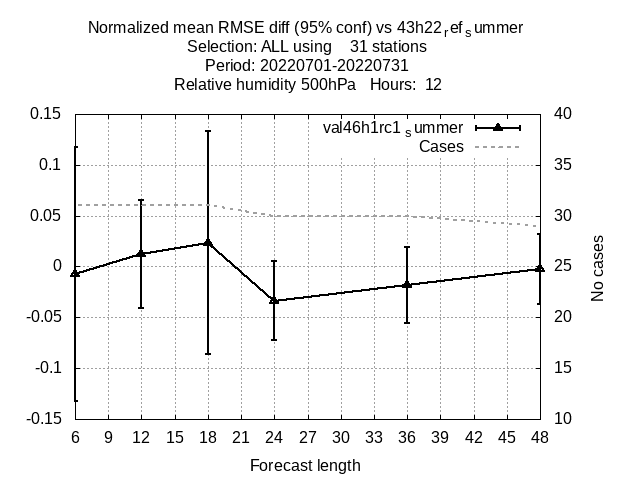 Normalized mean RMSE diff (95% conf) vs 43h22ref summer
Selection: ALL using 31 stations
Period: 20220701-20220731
Relative humidity 500hPa Hours: 12
val46h1rc1summer
Cases
0.15
0.1
0.05
0
-0.05
-0.1
-0.15
40
35
30
25
20
15
10
No cases
6 9 12 15 18 21 24 27 30 33 36 39 42 45 48
Forecast length